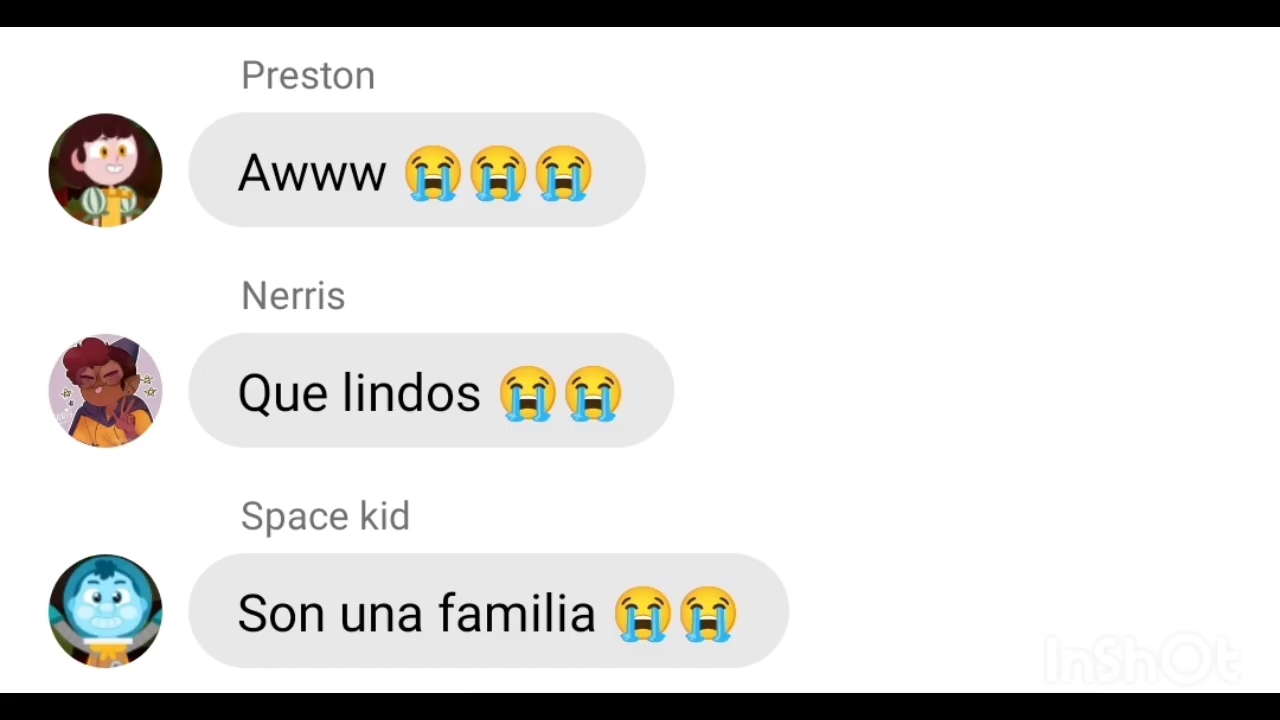 Preston
Awww 😭😭😭
Nerris
Que lindos 😭😭
Space kid
Son una familia 😭😭
InShOt